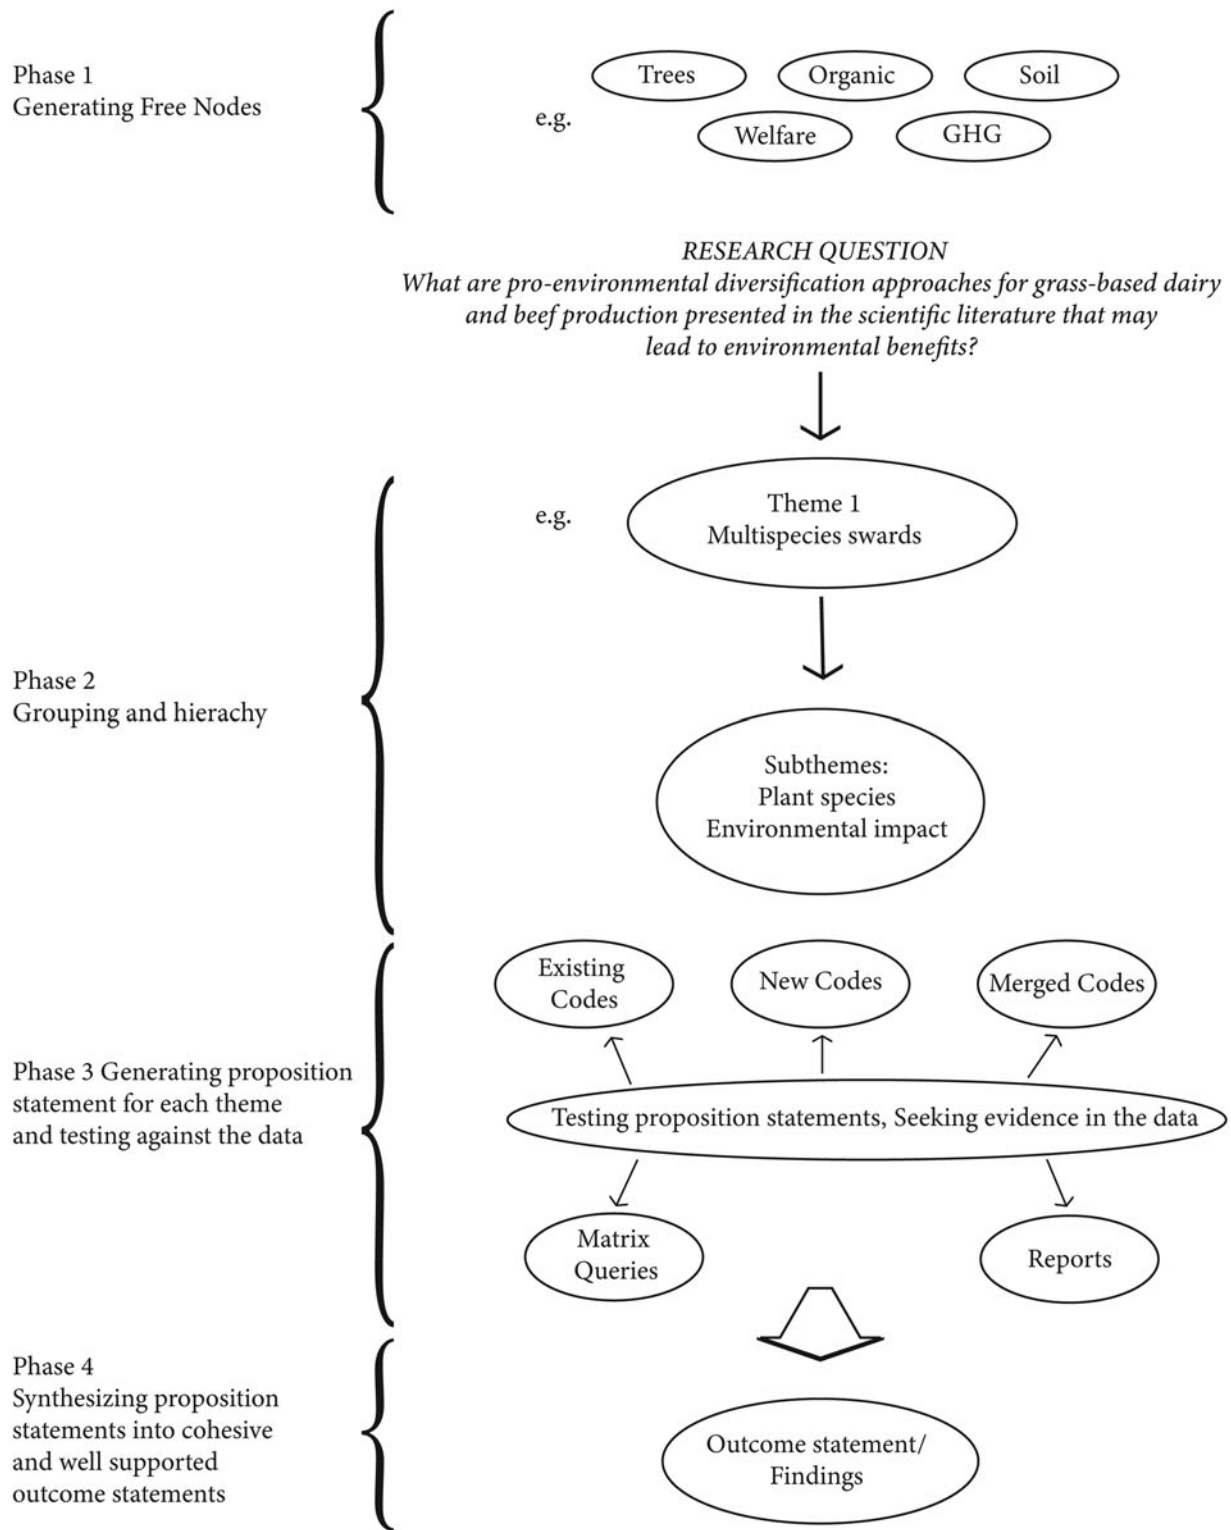 Phase 1
Generating Free Nodes
e.g.
Trees
Organic
Soil
Welfare
GHG
RESEARCH QUESTION
What are pro-environmental diversification approaches for grass-based dairy
and beef production presented in the scientific literature that may
lead to environmental benefits?
Phase 2
Grouping and hierachy
e.g.
Theme 1
Multispecies swards
Subthemes:
Plant species
Environmental impact
Phase 3 Generating proposition
statement for each theme
and testing against the data
Existing
Codes
New Codes
Merged Codes
Testing proposition statements, Seeking evidence in the data
Matrix
Queries
Reports
Phase 4
Synthesizing proposition
statements into cohesive
and well supported
outcome statements
Outcome statement/
Findings